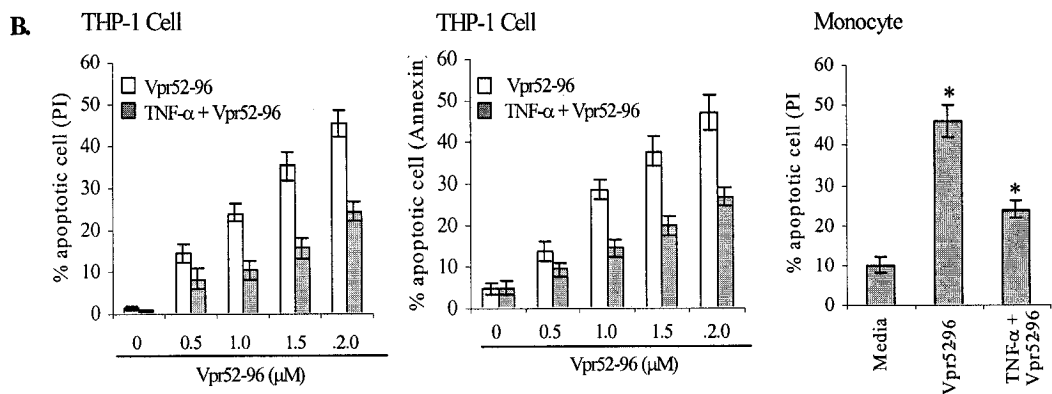 B.
THP-1 Cell
% apoptotic cell (PI)
60
50
40
30
20
10
0
Vpr52-96
TNF-α + Vpr52-96
0 0.5 1.0 1.5 .2.0
Vpr52-96 (μM)
THP-1 Cell
% apoptotic cell (Annexin
60
50
40
30
20
10
0
Vpr52-96
TNF-α + Vpr52-96
0 0.5 1.0 1.5 .2.0
Vpr52-96 (μM)
Monocyte
% apoptotic cell (PI
60
50
40
30
20
10
0
*
*
Media
Vpr5296
TNF-α +
Vpr5296